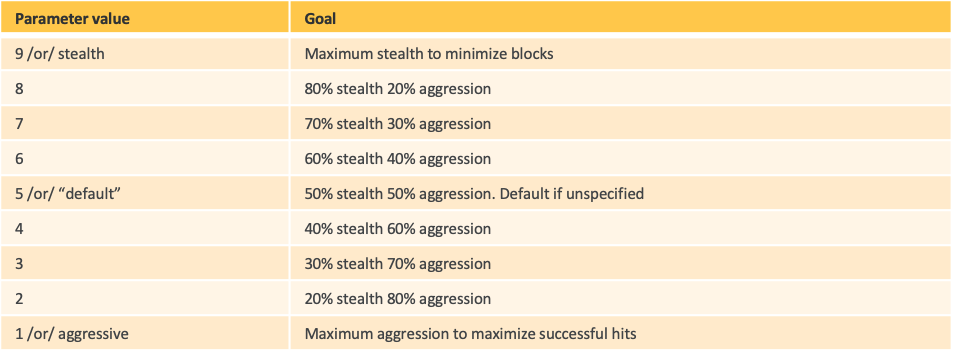 Parameter value Goal
9 /or/ stealth Maximum stealth to minimize blocks
8 80% stealth 20% aggression
7 70% stealth 30% aggression
6 60% stealth 40% aggression
5 /or/ “default” 50% stealth 50% aggression. Default if unspecified
4 40% stealth 60% aggression
3 30% stealth 70% aggression
2 20% stealth 80% aggression
1 /or/ aggressive Maximum aggression to maximize successful hits